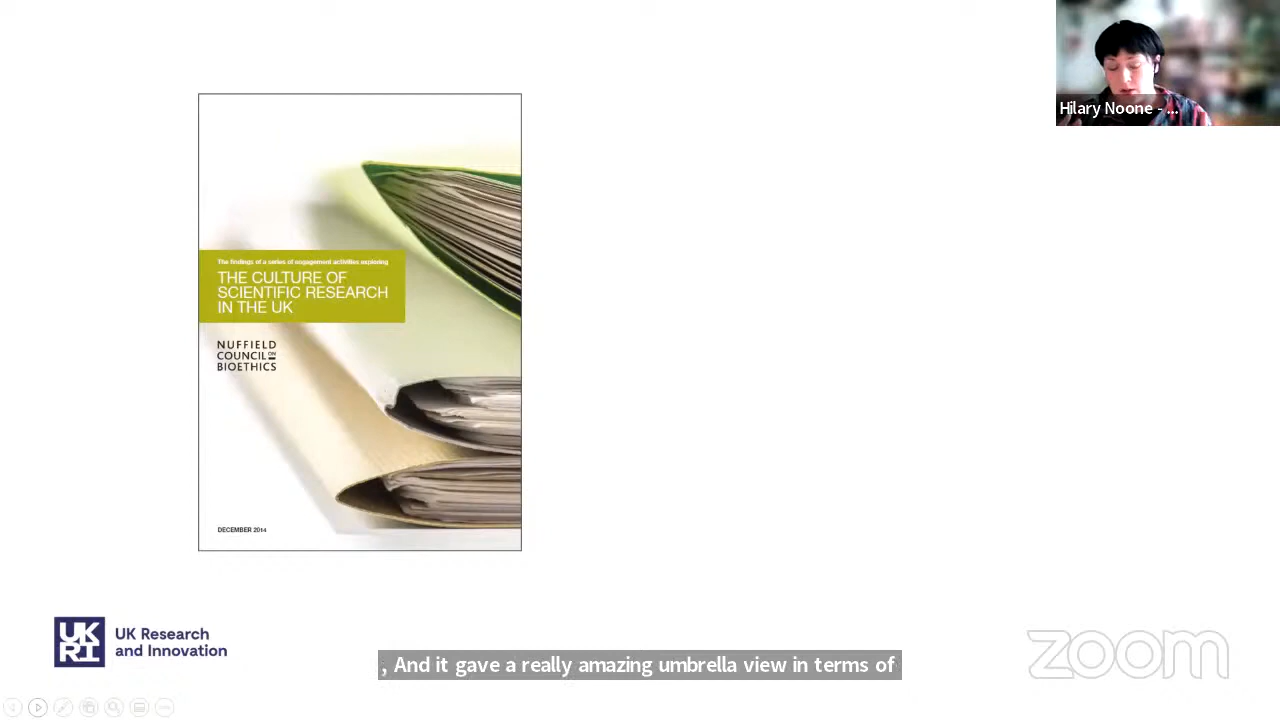 Hilary Noone - ...
The findings of a series of engagement activities exploring
THE CULTURE OF
SCIENTIFIC RESEARCH
IN THE UK
NUFFIELD
COUNCIL ON
BIOETHICS
DECEMBER 2014
UK
RI
UK Research
and Innovation
, And it gave a really amazing umbrella view in terms of
zoom